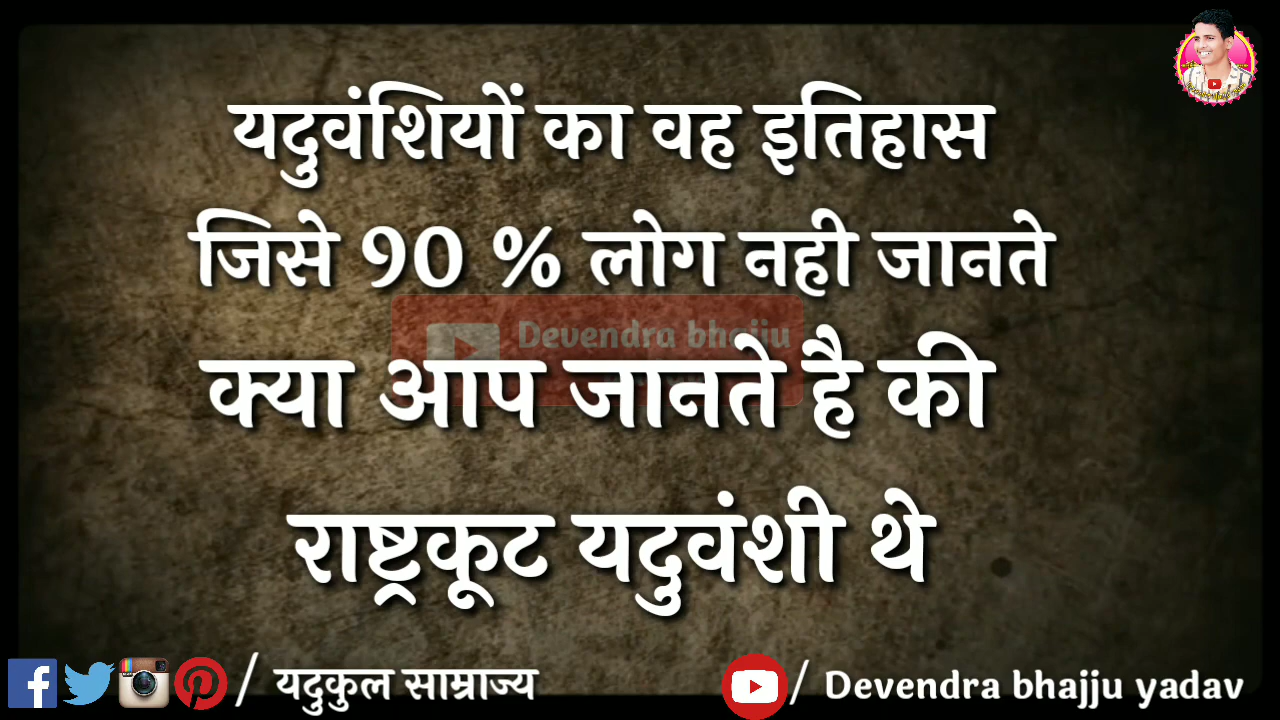 यदुवंशियों का वह इतिहास
जिसे 90 % लोग नही जानते
Devendra bhajju
क्या आप जानते है की
राष्ट्रकूट यदुवंशी थे
/ यदुकुल साम्राज्य
/ Devendra bhajju yadav